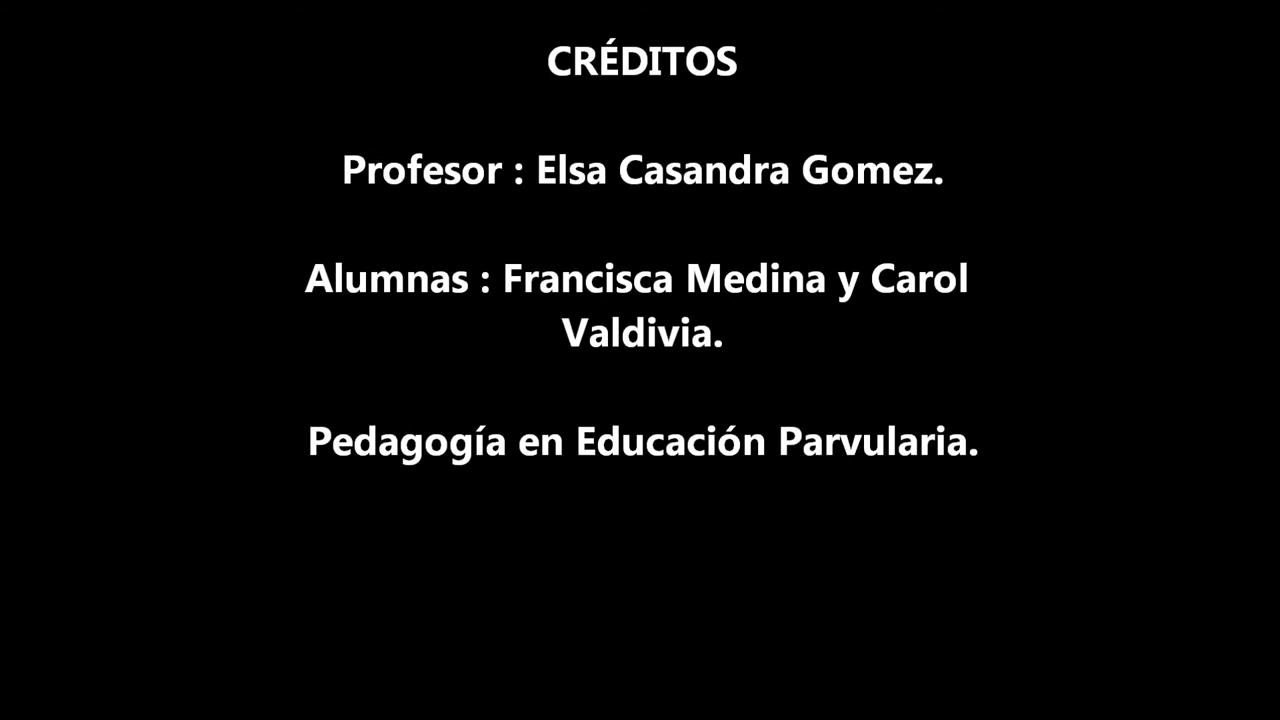 CRÉDITOS
Profesor : Elsa Casandra Gomez.
Alumnas : Francisca Medina y Carol
Valdivia.
Pedagogía en Educación Parvularia.